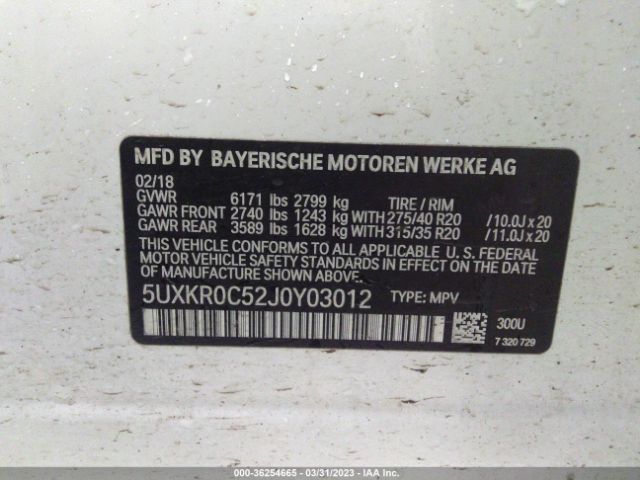 MFD BY BAYERISCHE MOTOREN WERKE AG
02/18
GVWR 6171 lbs 2799 kg TIRE / RIM
GAWR FRONT 2740 lbs 1243 kg WITH 275/40 R20 /10.0J x 20
GAWR REAR 3589 lbs 1628 kg WITH 315/35 R20 /11.0J x 20
THIS VEHICLE CONFORMS TO ALL APPLICABLE U. S. FEDERAL
MOTOR VEHICLE SAFETY AND THEFT PREVENTION STANDARDS
IN EFFECT ON THE DATE OF MANUFACTURE
SHOWN ABOVE.
5UXKR0C52J0Y03012 TYPE: MPV
300U
7 320 729
000-36254665 - 03/31/2023 - IAA Inc.